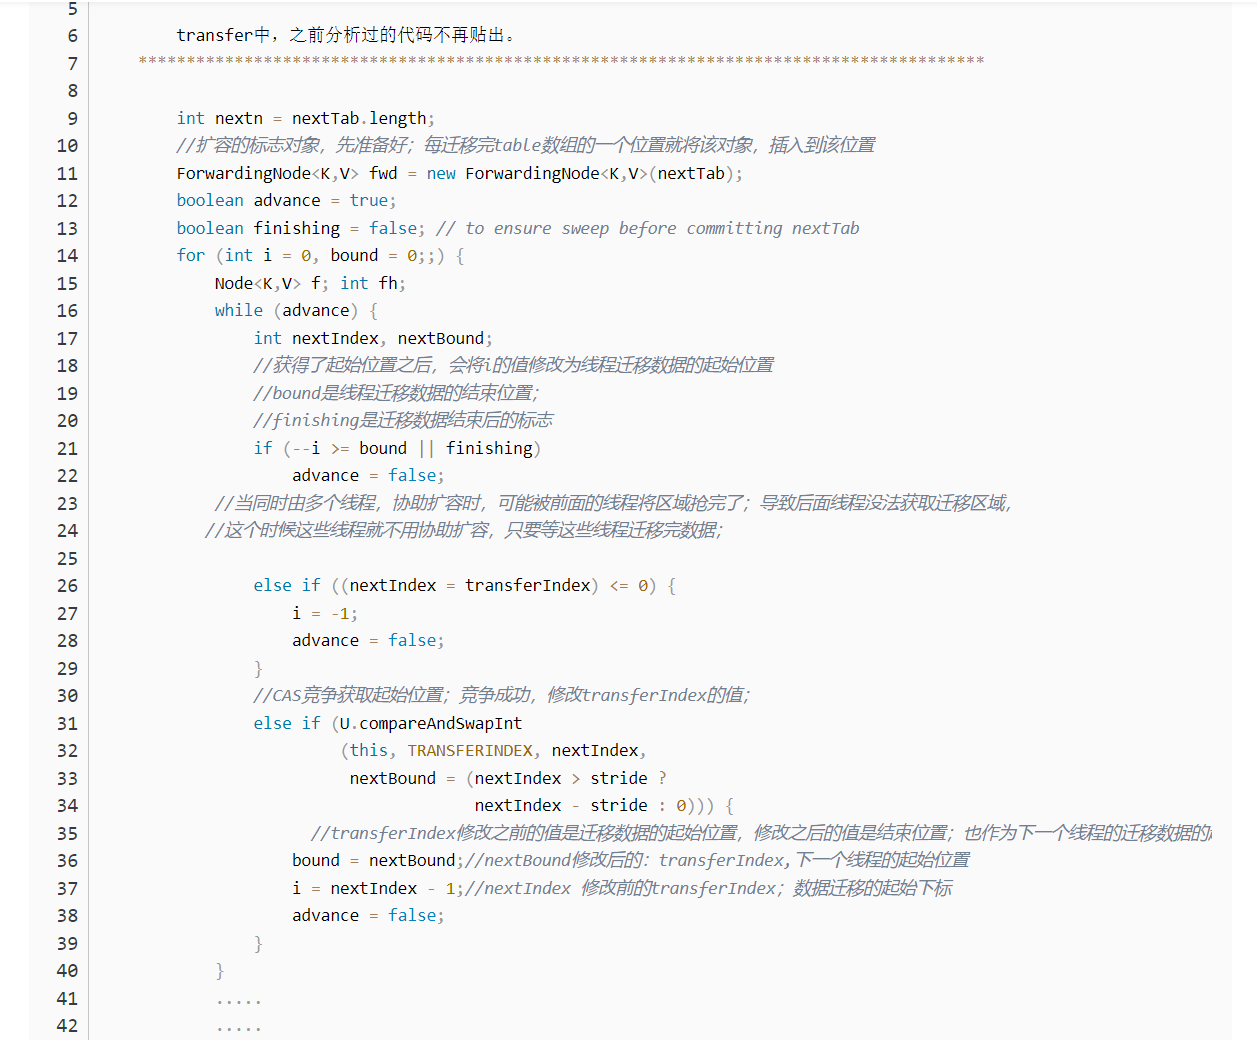 5
6 transfer中，之前分析过的代码不再贴出。
7 ****************************************************************************************
8
9 int nextn = nextTab.length;
10 //扩容的标志对象，先准备好；每迁移完table数组的一个位置就将该对象，插入到该位置
11 ForwardingNode<K,V> fwd = new ForwardingNode<K,V>(nextTab);
12 boolean advance = true;
13 boolean finishing = false; // to ensure sweep before committing nextTab
14 for (int i = 0, bound = 0;;) {
15 Node<K,V> f; int fh;
16 while (advance) {
17 int nextIndex, nextBound;
18 //获得了起始位置之后，会将i的值修改为线程迁移数据的起始位置
19 //bound是线程迁移数据的结束位置；
20 //finishing是迁移数据结束后的标志
21 if (--i >= bound || finishing)
22 advance = false;
23 //当同时由多个线程，协助扩容时，可能被前面的线程将区域抢完了；导致后面线程没法获取迁移区域，
24 //这个时候这些线程就不用协助扩容，只要等这些线程迁移完数据；
25
26 else if ((nextIndex = transferIndex) <= 0) {
27 i = -1;
28 advance = false;
29 }
30 //CAS竞争获取起始位置；竞争成功，修改transferIndex的值；
31 else if (U.compareAndSwapInt
32 (this, TRANSFERINDEX, nextIndex,
33 nextBound = (nextIndex > stride ?
34 nextIndex - stride : 0))) {
35 //transferIndex修改之前的值是迁移数据的起始位置，修改之后的值是结束位置；也作为下一个线程的迁移数据的
36 bound = nextBound;//nextBound修改后的：transferIndex,下一个线程的起始位置
37 i = nextIndex - 1;//nextIndex 修改前的transferIndex；数据迁移的起始下标
38 advance = false;
39 }
40 }
41 .....
42 .....